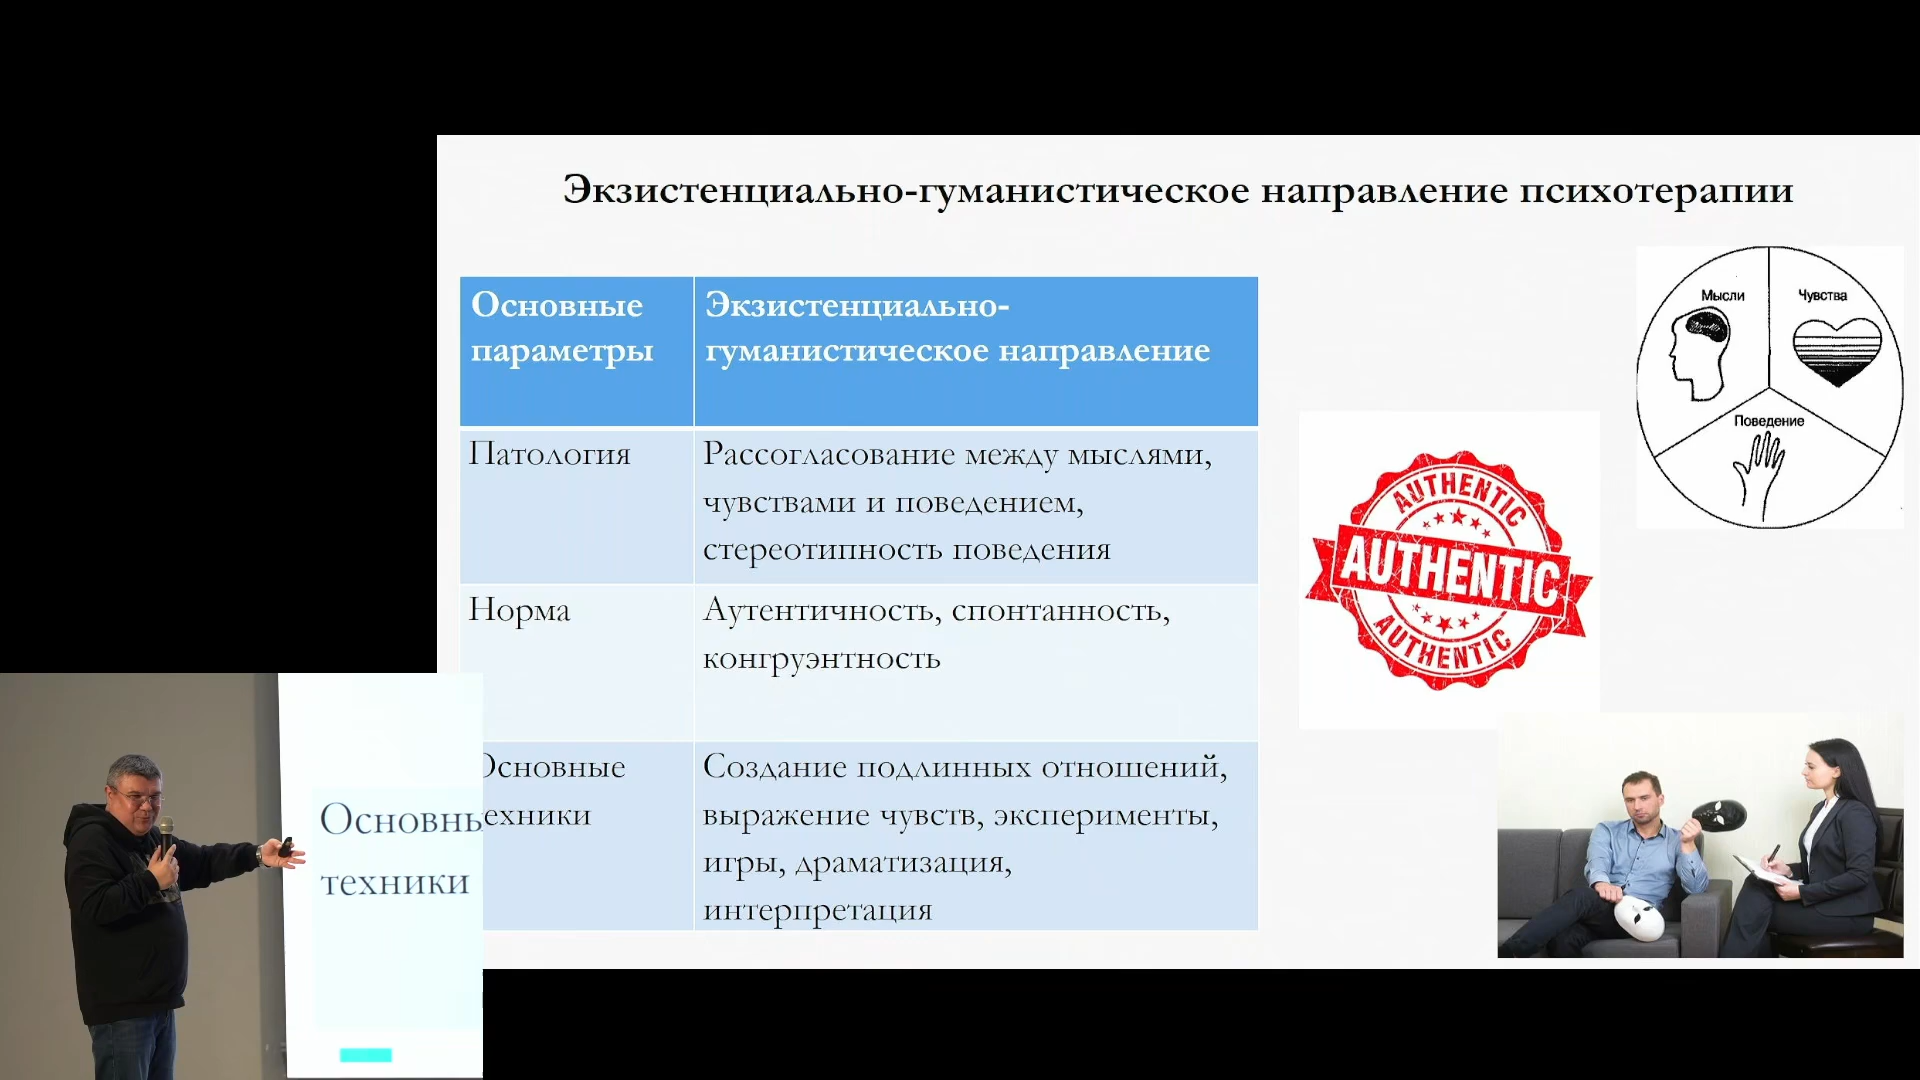 Экзистенциально-гуманистическое направление психотерапии
Основные
параметры
Экзистенциально-
гуманистическое направление
Патология
Рассогласование между мыслями,
чувствами и поведением,
стереотипность поведения
Норма
Аутентичность, спонтанность,
конгруэнтность
Основные
техники
Создание подлинных отношений,
выражение чувств, эксперименты,
игры, драматизация,
интерпретация
Мысли
Чувства
Поведение
AUTHENTIC
AUTHENTIC
AUTHENTIC
Основны
техники